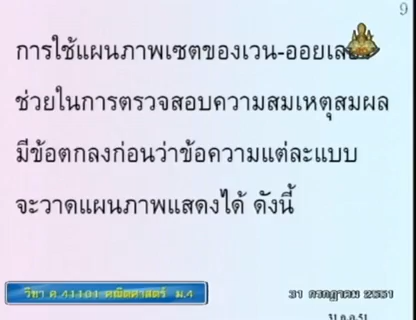 9
การใช้แผนภาพเซตของเวน-ออยเลอร์
ช่วยในการตรวจสอบความสมเหตุสมผล
มีข้อตกลงก่อนว่าข้อความแต่ละแบบ
จะวาดแผนภาพแสดงได้ ดังนี้
วิชา ค 41101 คณิตศาสตร์ ม.4
31 กรกฎาคม 2551
31 ก.ค. 51